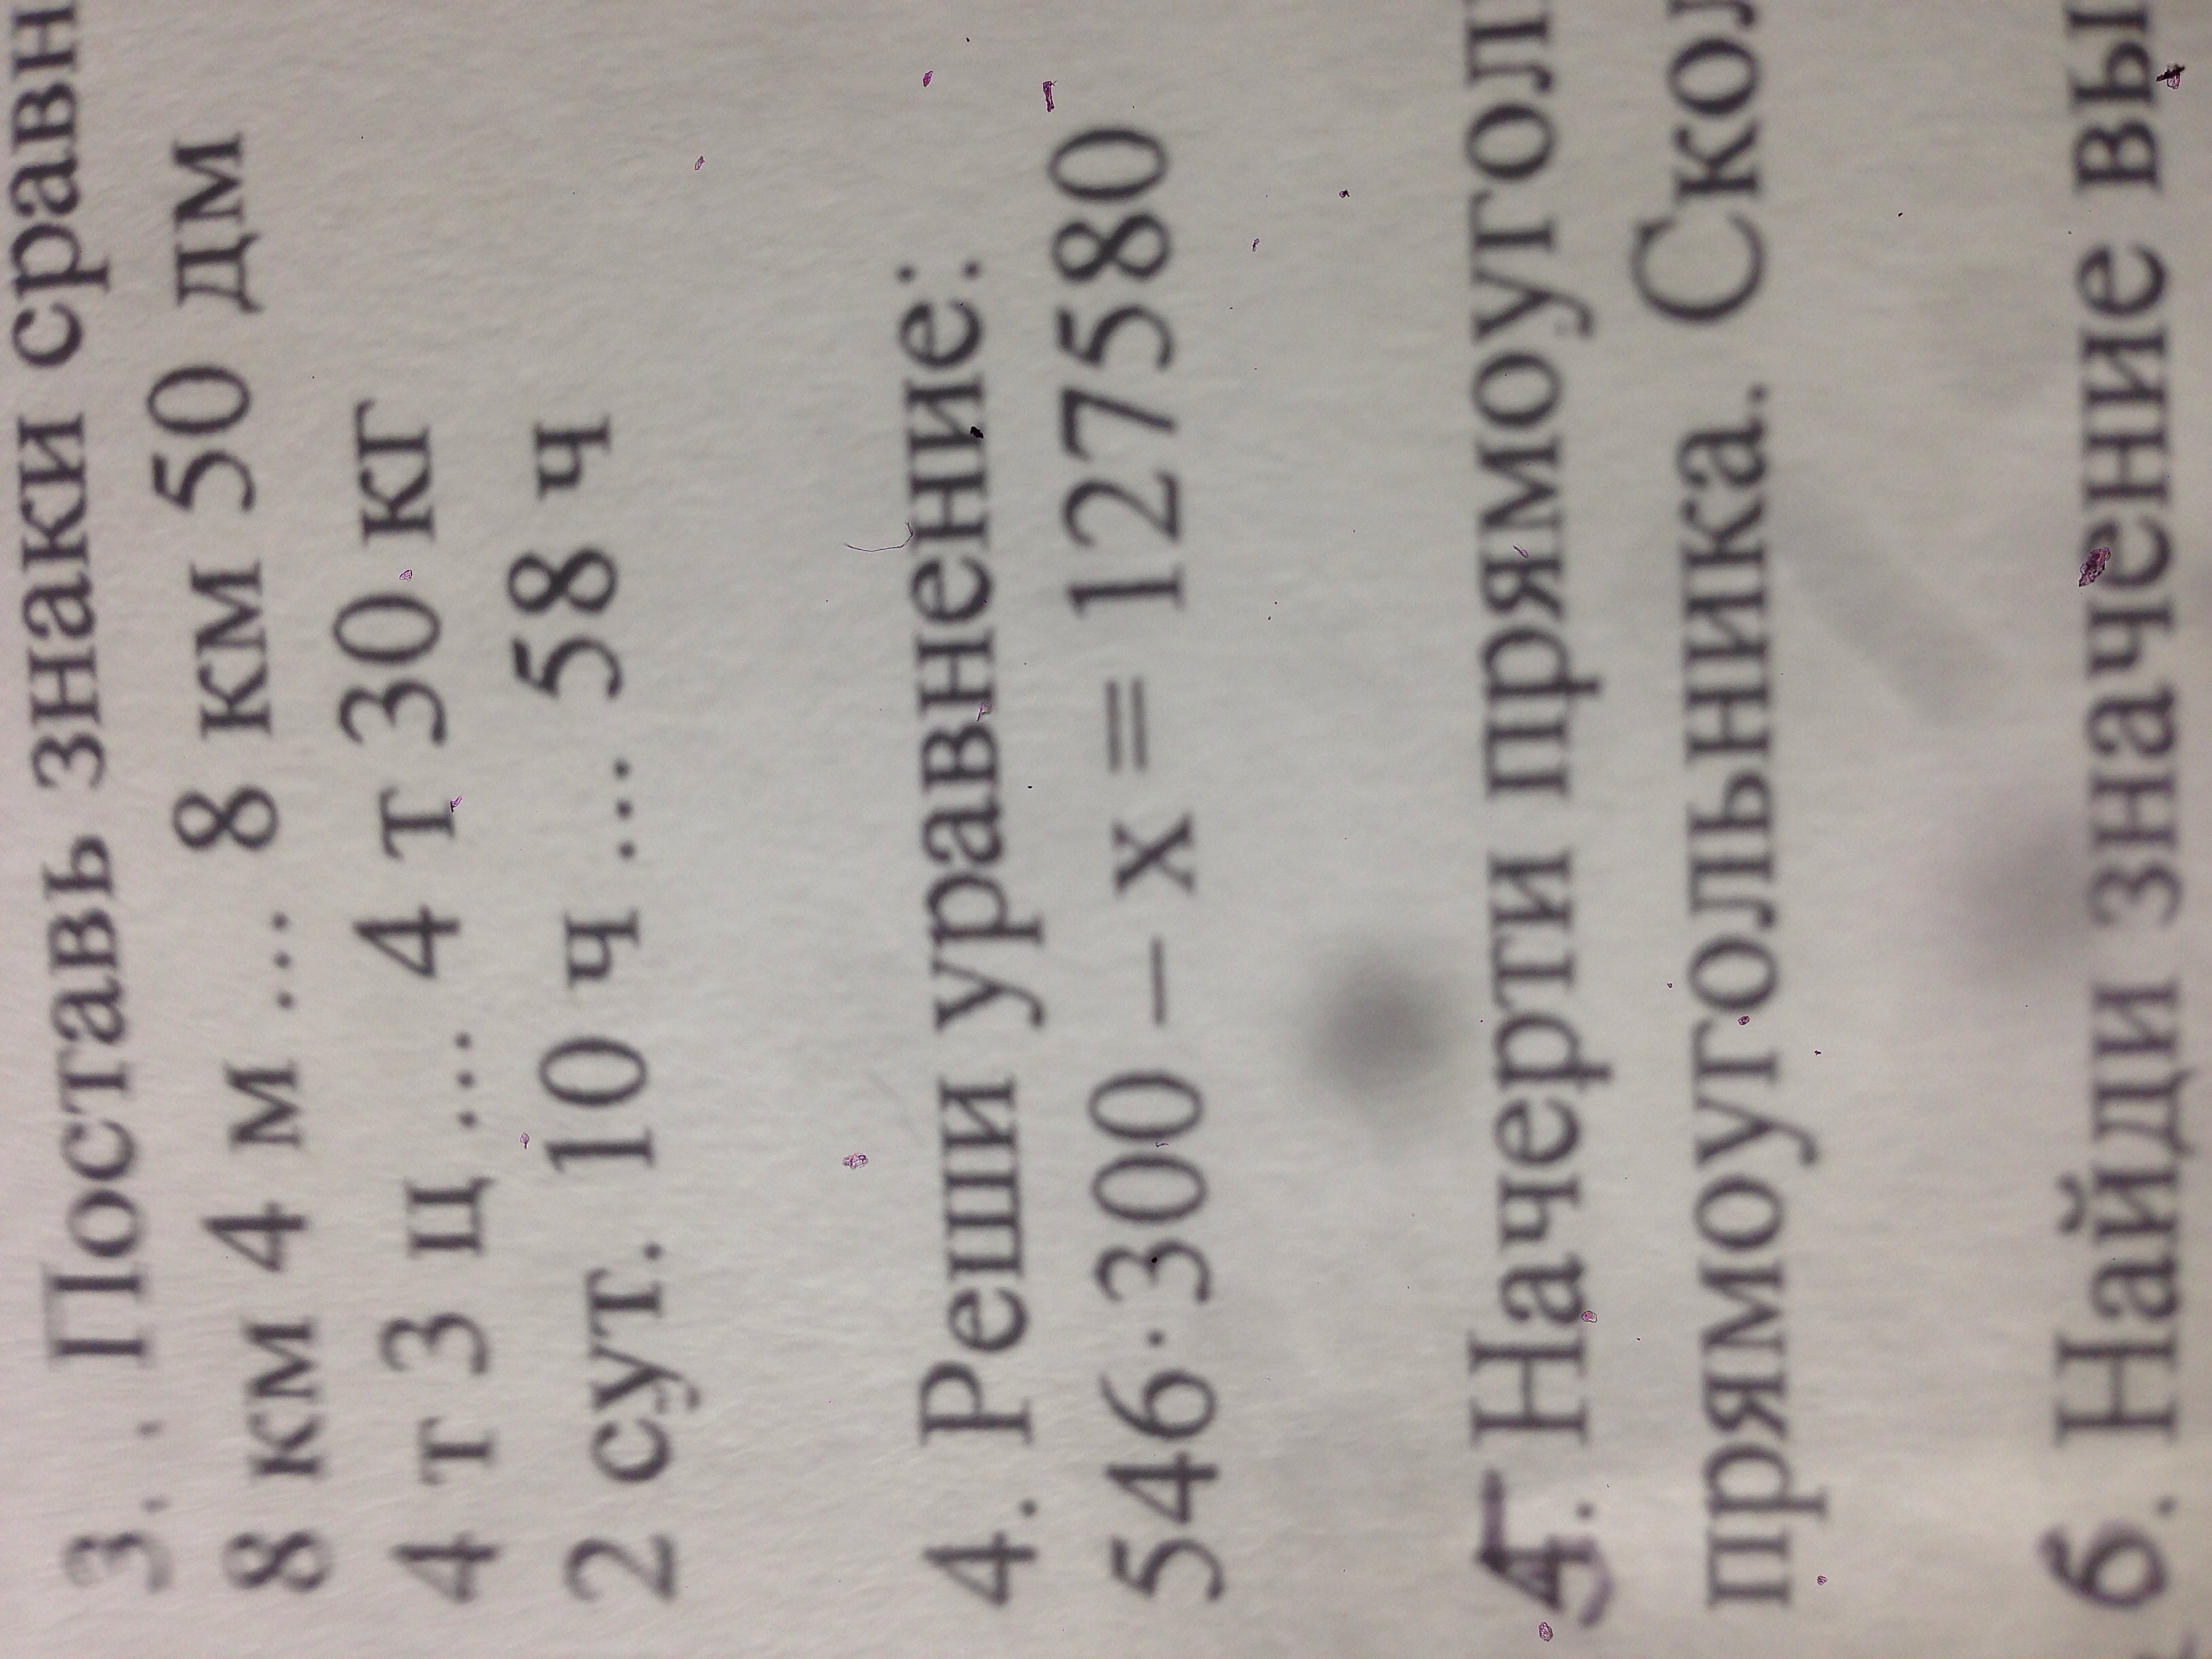 3. . Поставь знаки сравн
8 км 4 м ... 8 км 50 дм
4 т 3 ц ... 4 т 30 кг
2 сут. 10 ч ... 58 ч
4. Реши уравнение:
546·300 – x = 127580
5. Начерти прямоугол
прямоугольника. Скол
6. Найди значение вы